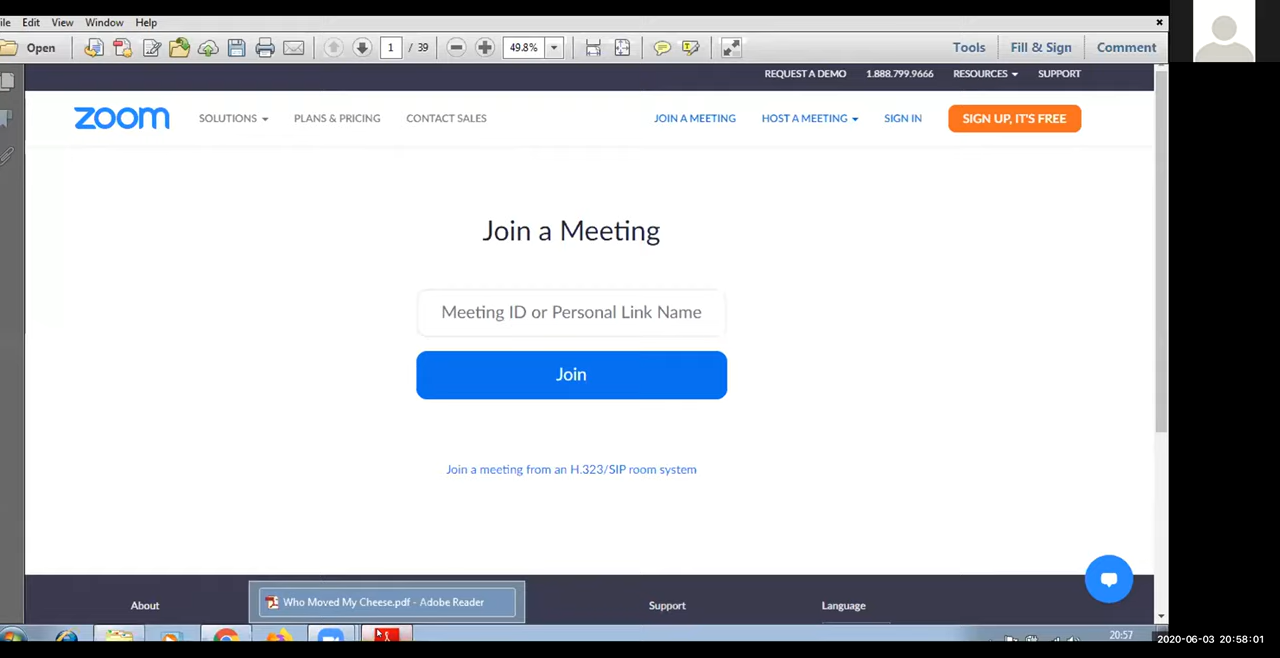 ile Edit View Window Help
Open 1 / 39 49.8% Tools Fill & Sign Comment
REQUEST A DEMO 1.888.799.9666 RESOURCES SUPPORT
zoom SOLUTIONS PLANS & PRICING CONTACT SALES JOIN A MEETING HOST A MEETING SIGN IN SIGN UP, IT'S FREE
Join a Meeting
Meeting ID or Personal Link Name
Join
Join a meeting from an H.323/SIP room system
About Who Moved My Cheese.pdf - Adobe Reader Support Language
20:57
2020-06-03 20:58:01